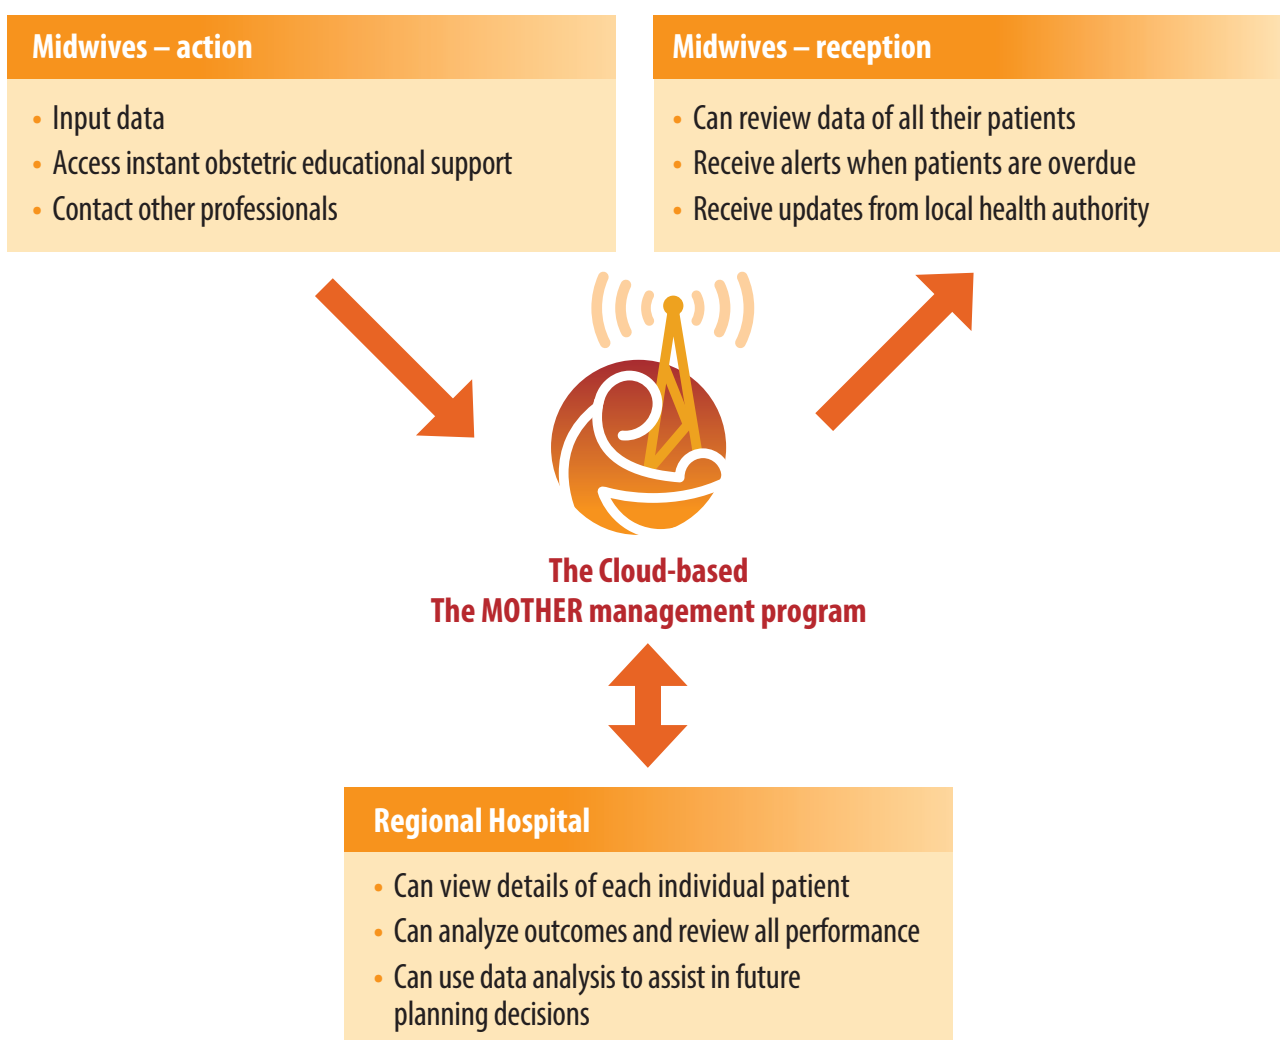 Midwives – action
• Input data
• Access instant obstetric educational support
• Contact other professionals
Midwives – reception
• Can review data of all their patients
• Receive alerts when patients are overdue
• Receive updates from local health authority
The Cloud-based
The MOTHER management program
Regional Hospital
• Can view details of each individual patient
• Can analyze outcomes and review all performance
• Can use data analysis to assist in future
planning decisions